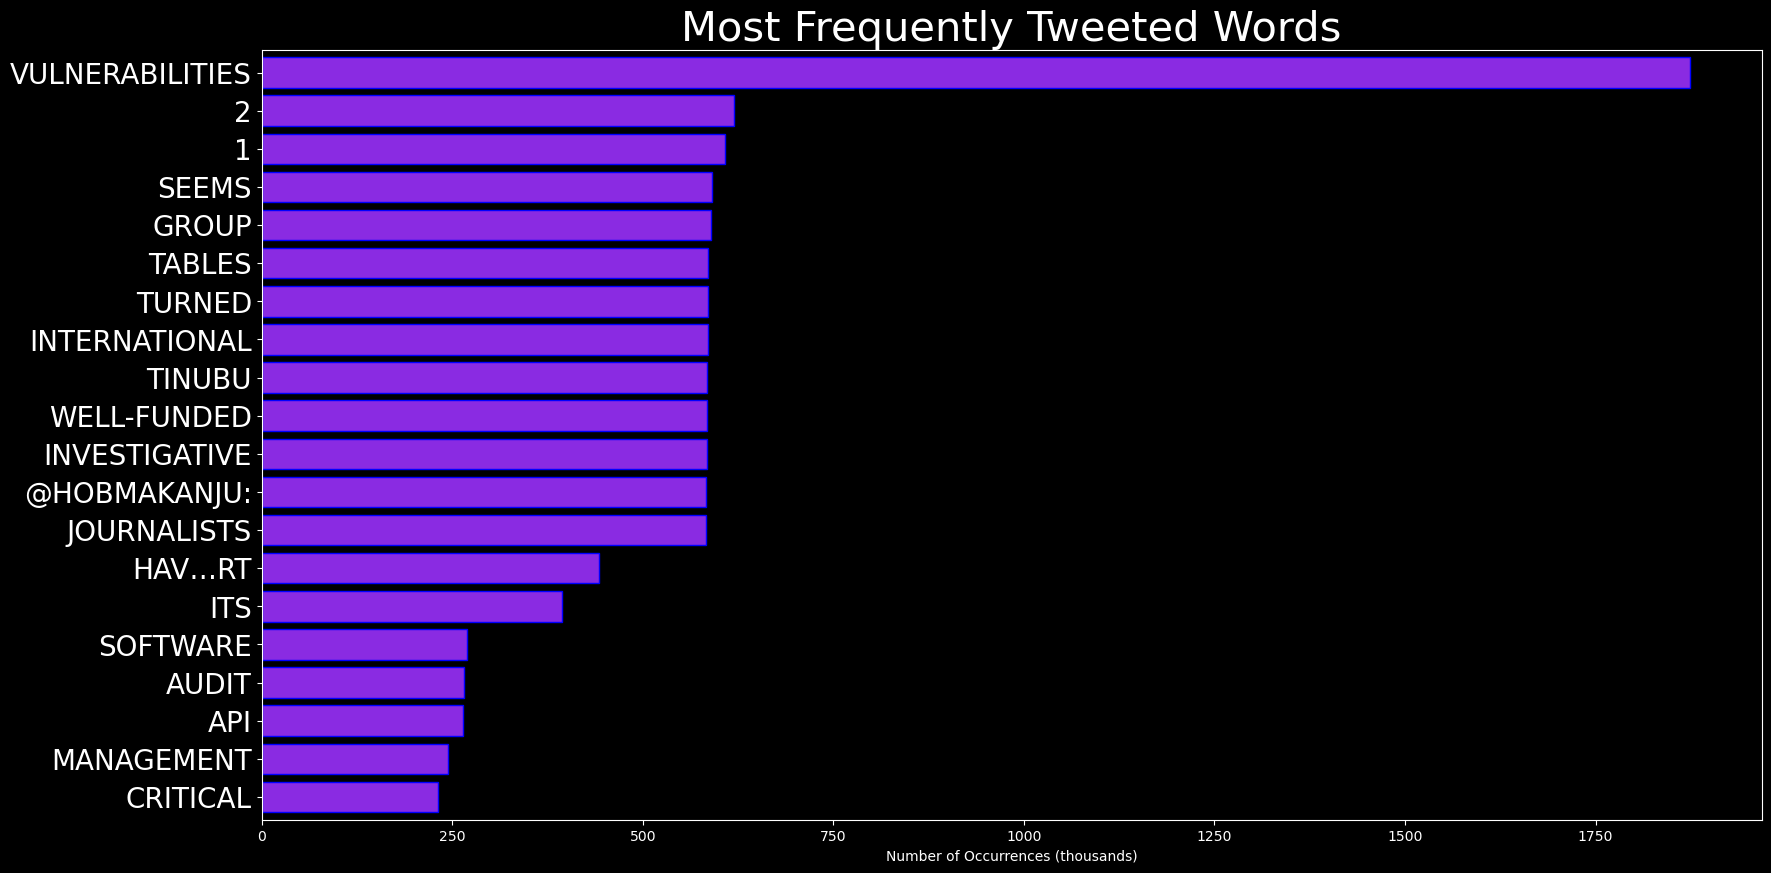 Most Frequently Tweeted Words
VULNERABILITIES
2
1
SEEMS
GROUP
TABLES
TURNED
INTERNATIONAL
TINUBU
WELL-FUNDED
INVESTIGATIVE
@HOBMAKANJU:
JOURNALISTS
HAV…RT
ITS
SOFTWARE
AUDIT
API
MANAGEMENT
CRITICAL
0 250 500 750 1000 1250 1500 1750
Number of Occurrences (thousands)